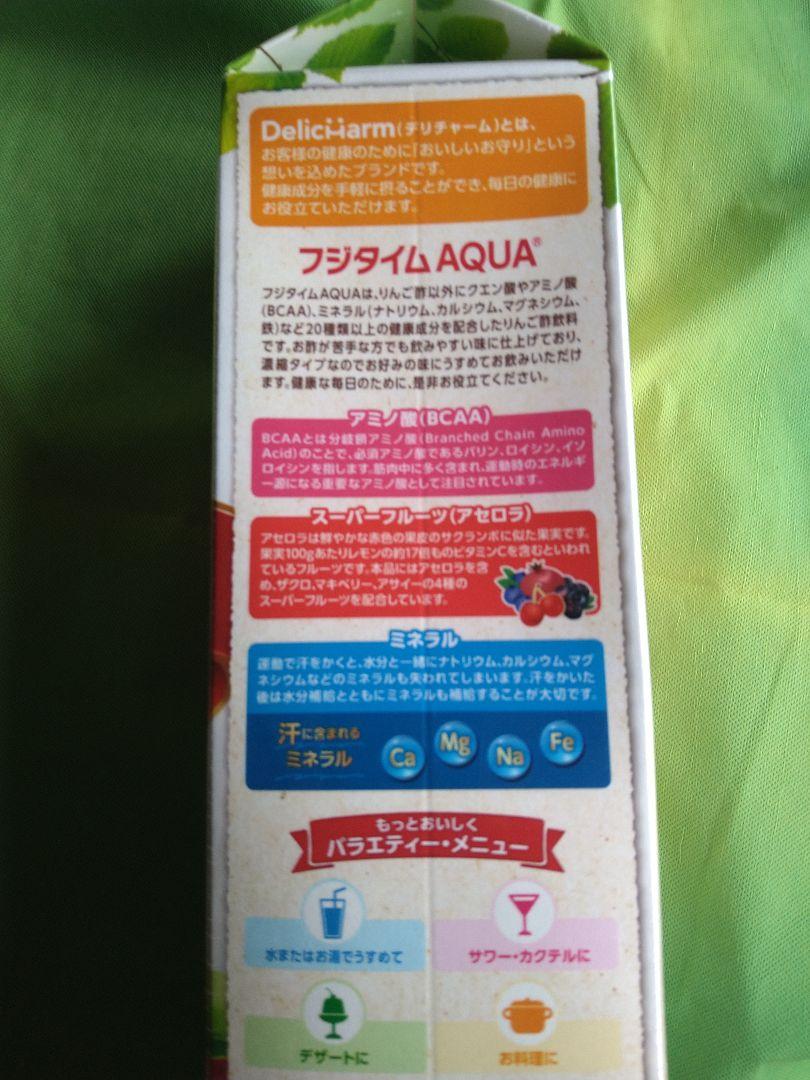 DeliciHarm(デリチャーム)とは、
お客様の健康のために「おいしいお守り」という
想いを込めたブランドです。
健康成分を手軽に摂ることができ、毎日の健康に
お役立ていただけます。
フジタイムAQUA®
フジタイムAQUAは、りんご酢以外にクエン酸やアミノ酸
(BCAA)、ミネラル(ナトリウム、カルシウム、マグネシウム、
鉄)など20種類以上の健康成分を配合したりんご酢飲料
です。お酢が苦手な方でも飲みやすい味に仕上げており、
濃縮タイプなのでお好みの味にうすめてお飲みいただけ
ます。健康な毎日のために、是非お役立てください。
アミノ酸(BCAA)
BCAAとは分岐鎖アミノ酸(Branched Chain Amino
Acid)のことで、必須アミノ酸であるバリン、ロイシン、イソ
ロイシンを指します。筋肉中に多く含まれ、運動時のエネルギ
ー源になる重要なアミノ酸として注目されています。
スーパーフルーツ(アセロラ)
アセロラは鮮やかな赤色の果皮のサクランボに似た果実です。
果実100gあたりレモンの約17倍ものビタミンCを含むといわれ
ているフルーツです。本品にはアセロラを含
め、ザクロ、マキベリー、アサイーの4種の
スーパーフルーツを配合しています。
ミネラル
運動で汗をかくと、水分と一緒にナトリウム、カルシウム、マグ
ネシウムなどのミネラルも失われてしまいます。汗をかいた
後は水分補給とともにミネラルも補給することが大切です。
汗に含まれる
ミネラル
Ca Mg Na Fe
もっとおいしく
バラエティー・メニュー
水またはお湯でうすめて
サワー・カクテルに
デザートに
お料理に